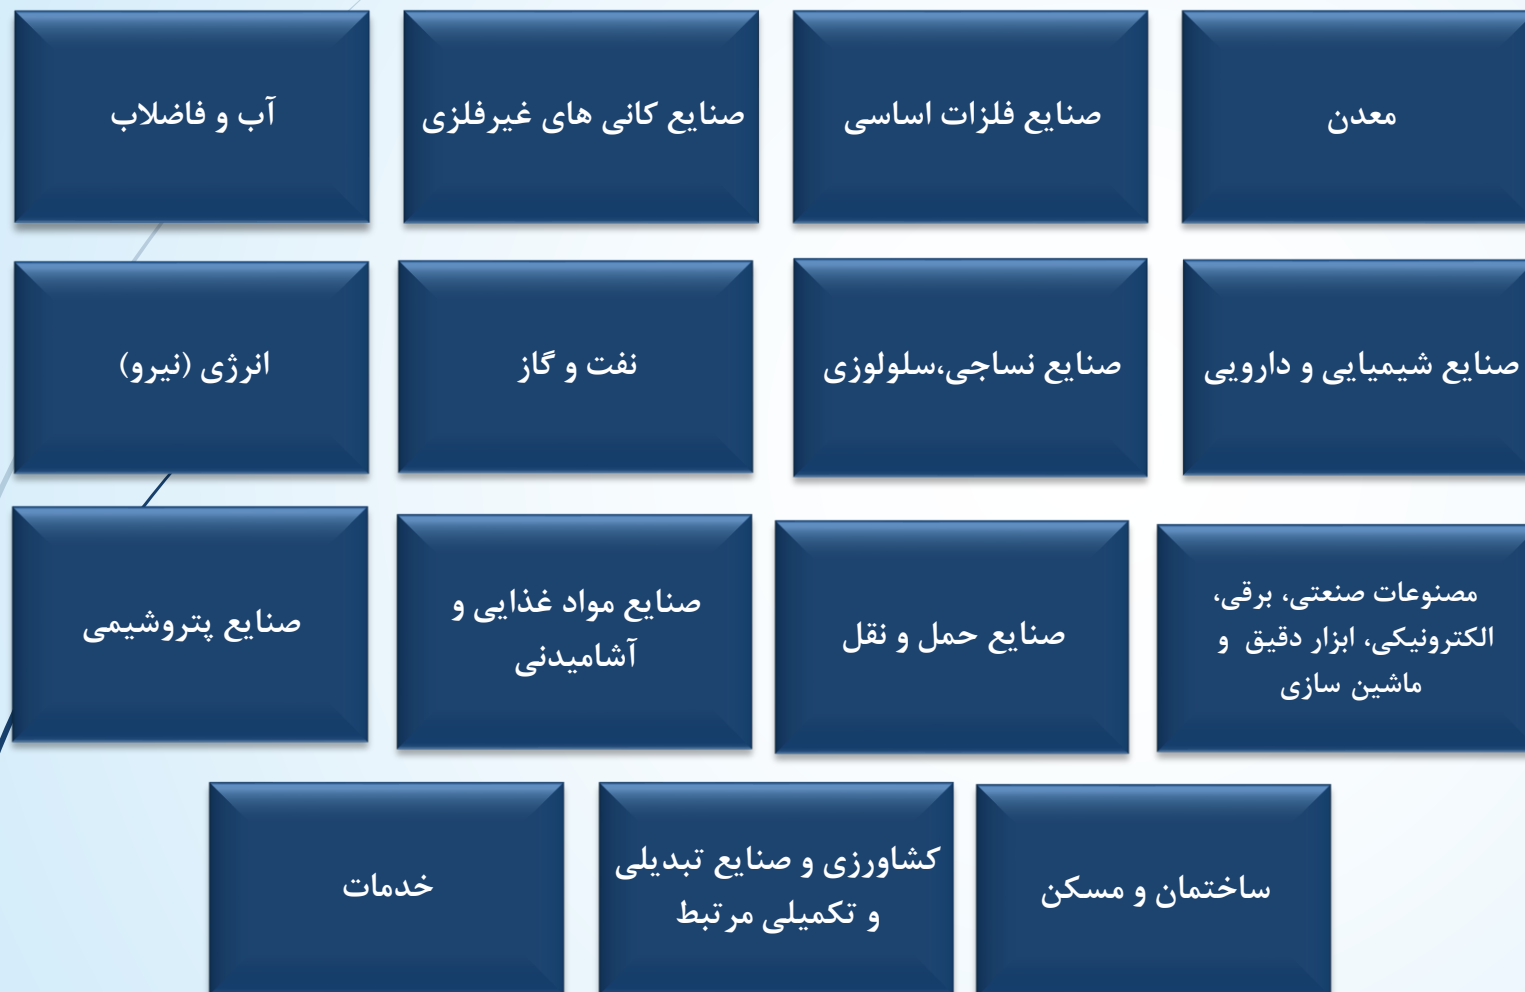 معدن
صنایع فلزات اساسی
صنایع کانی های غیرفلزی
آب و فاضلاب
صنایع شیمیایی و دارویی
صنایع نساجی،سلولوزی
نفت و گاز
انرژی (نیرو)
مصنوعات صنعتی، برقی،
الکترونیکی، ابزار دقیق و
ماشین سازی
صنایع حمل و نقل
صنایع مواد غذایی و
آشامیدنی
صنایع پتروشیمی
ساختمان و مسکن
کشاورزی و صنایع تبدیلی
و تکمیلی مرتبط
خدمات